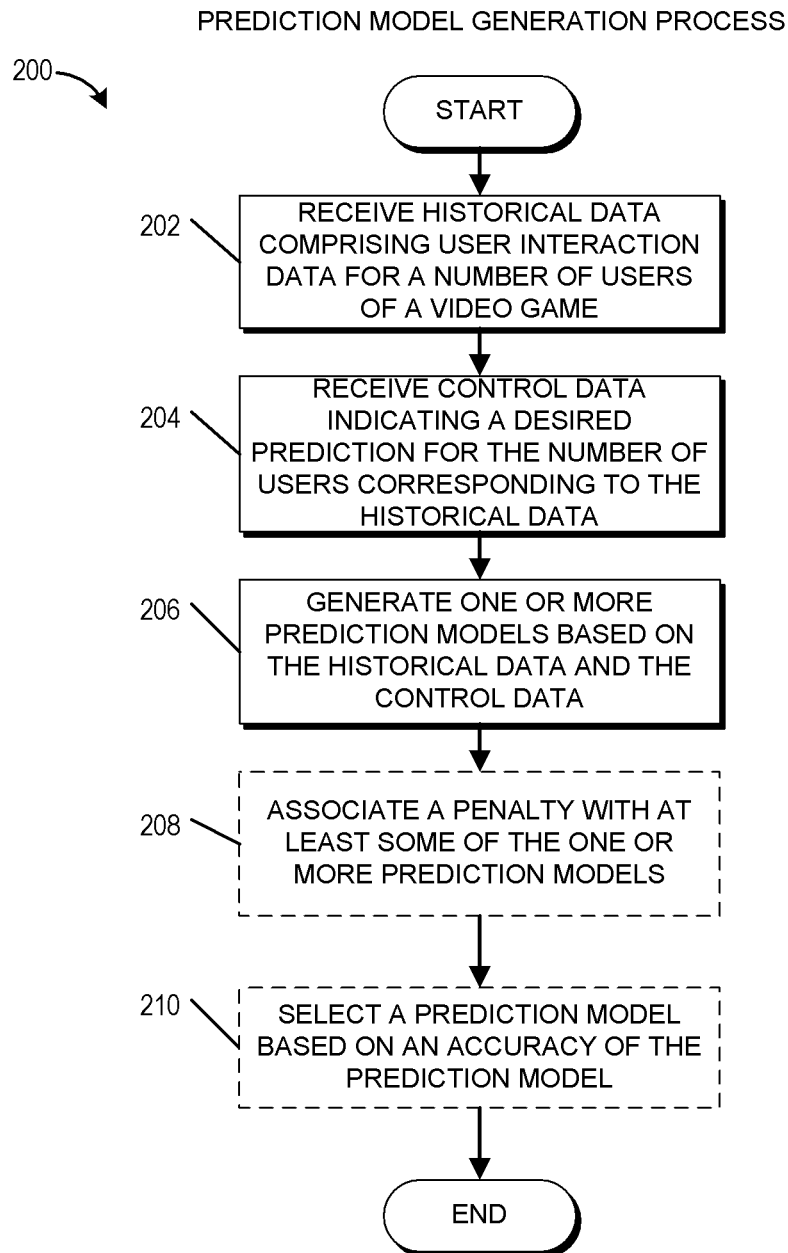 PREDICTION MODEL GENERATION PROCESS
200
START
202
RECEIVE HISTORICAL DATA
COMPRISING USER INTERACTION
DATA FOR A NUMBER OF USERS
OF A VIDEO GAME
204
RECEIVE CONTROL DATA
INDICATING A DESIRED
PREDICTION FOR THE NUMBER OF
USERS CORRESPONDING TO THE
HISTORICAL DATA
206
GENERATE ONE OR MORE
PREDICTION MODELS BASED ON
THE HISTORICAL DATA AND THE
CONTROL DATA
208
ASSOCIATE A PENALTY WITH AT
LEAST SOME OF THE ONE OR
MORE PREDICTION MODELS
210
SELECT A PREDICTION MODEL
BASED ON AN ACCURACY OF THE
PREDICTION MODEL
END